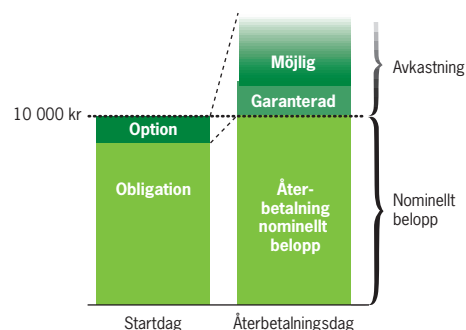 Möjlig
Avkastning
Garanterad
10 000 kr
Option
Obligation
Åter-
betalning
nominellt
belopp
Nominellt
belopp
Startdag
Återbetalningsdag